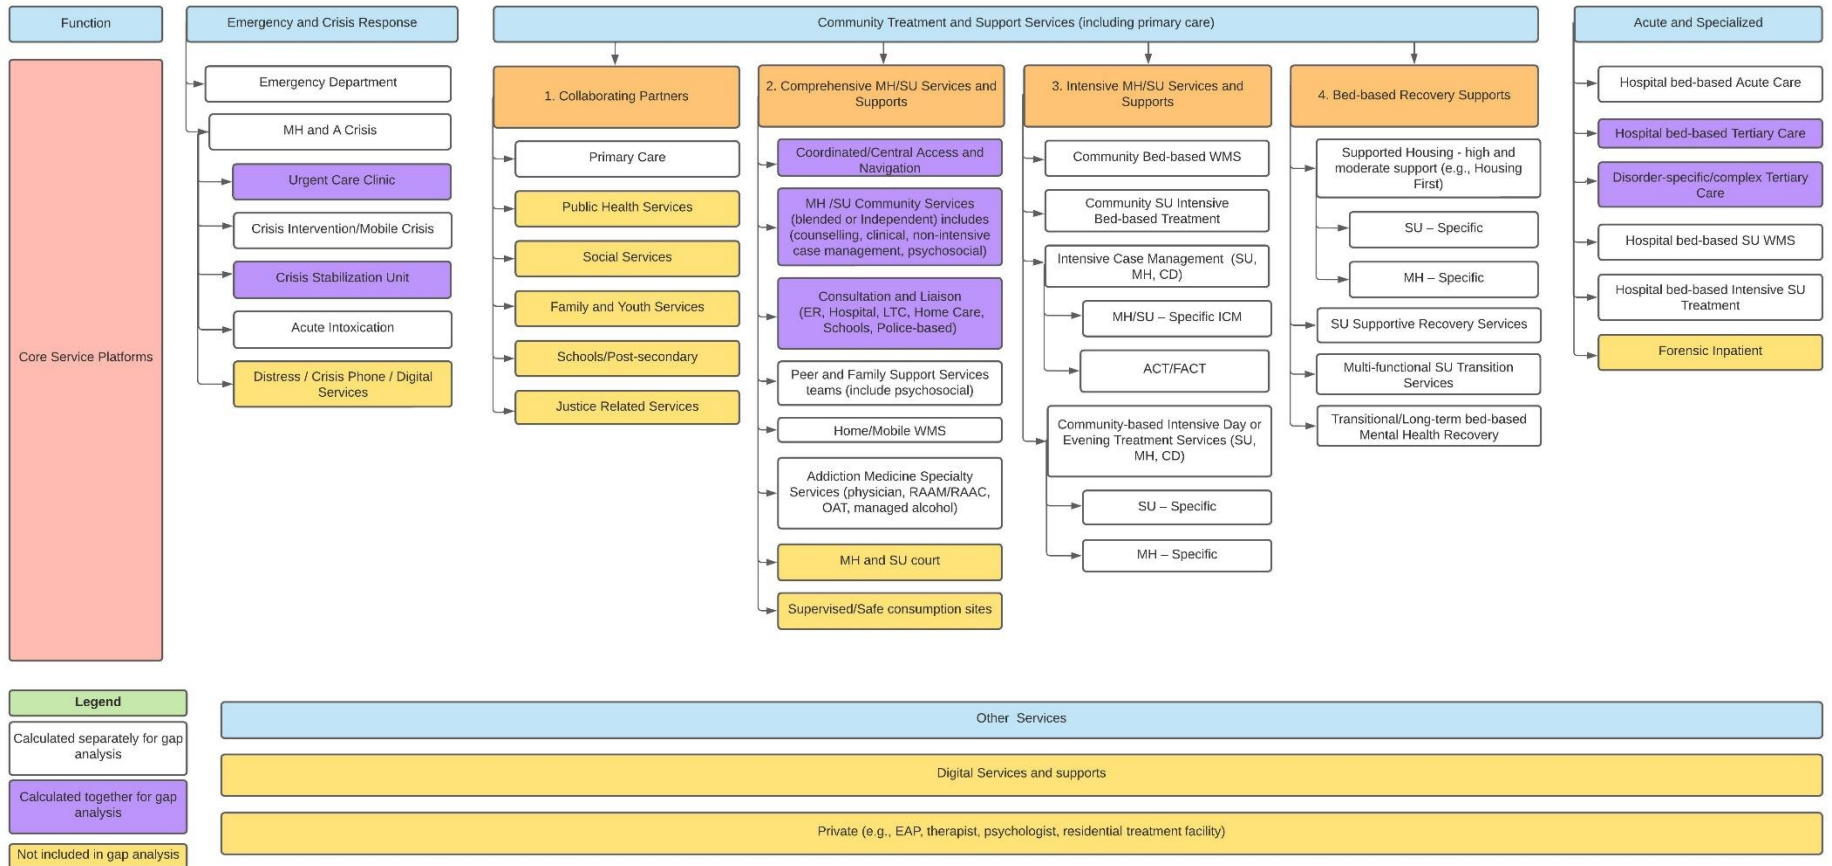 Function
Core Service Platforms
Emergency and Crisis Response
Emergency Department
MH and A Crisis
Urgent Care Clinic
Crisis Intervention/Mobile Crisis
Crisis Stabilization Unit
Acute Intoxication
Distress / Crisis Phone / Digital
Services
Community Treatment and Support Services (including primary care)
1. Collaborating Partners
Primary Care
Public Health Services
Social Services
Family and Youth Services
Schools/Post-secondary
Justice Related Services
2. Comprehensive MH/SU Services and
Supports
Coordinated/Central Access and
Navigation
MH /SU Community Services
(blended or Independent) includes
(counselling, clinical, non-intensive
case management, psychosocial)
Consultation and Liaison
(ER, Hospital, LTC, Home Care,
Schools, Police-based)
Peer and Family Support Services
teams (include psychosocial)
Home/Mobile WMS
Addiction Medicine Specialty
Services (physician, RAAM/RAAC,
OAT, managed alcohol)
MH and SU court
Supervised/Safe consumption sites
3. Intensive MH/SU Services and
Supports
Community Bed-based WMS
Community SU Intensive
Bed-based Treatment
Intensive Case Management (SU,
MH, CD)
MH/SU – Specific ICM
ACT/FACT
Community-based Intensive Day or
Evening Treatment Services (SU,
MH, CD)
SU – Specific
MH – Specific
4. Bed-based Recovery Supports
Supported Housing - high and
moderate support (e.g., Housing
First)
SU – Specific
MH – Specific
SU Supportive Recovery Services
Multi-functional SU Transition
Services
Transitional/Long-term bed-based
Mental Health Recovery
Acute and Specialized
Hospital bed-based Acute Care
Hospital bed-based Tertiary Care
Disorder-specific/complex Tertiary
Care
Hospital bed-based SU WMS
Hospital bed-based Intensive SU
Treatment
Forensic Inpatient
Legend
Calculated separately for gap
analysis
Calculated together for gap
analysis
Not included in gap analysis
Other Services
Digital Services and supports
Private (e.g., EAP, therapist, psychologist, residential treatment facility)